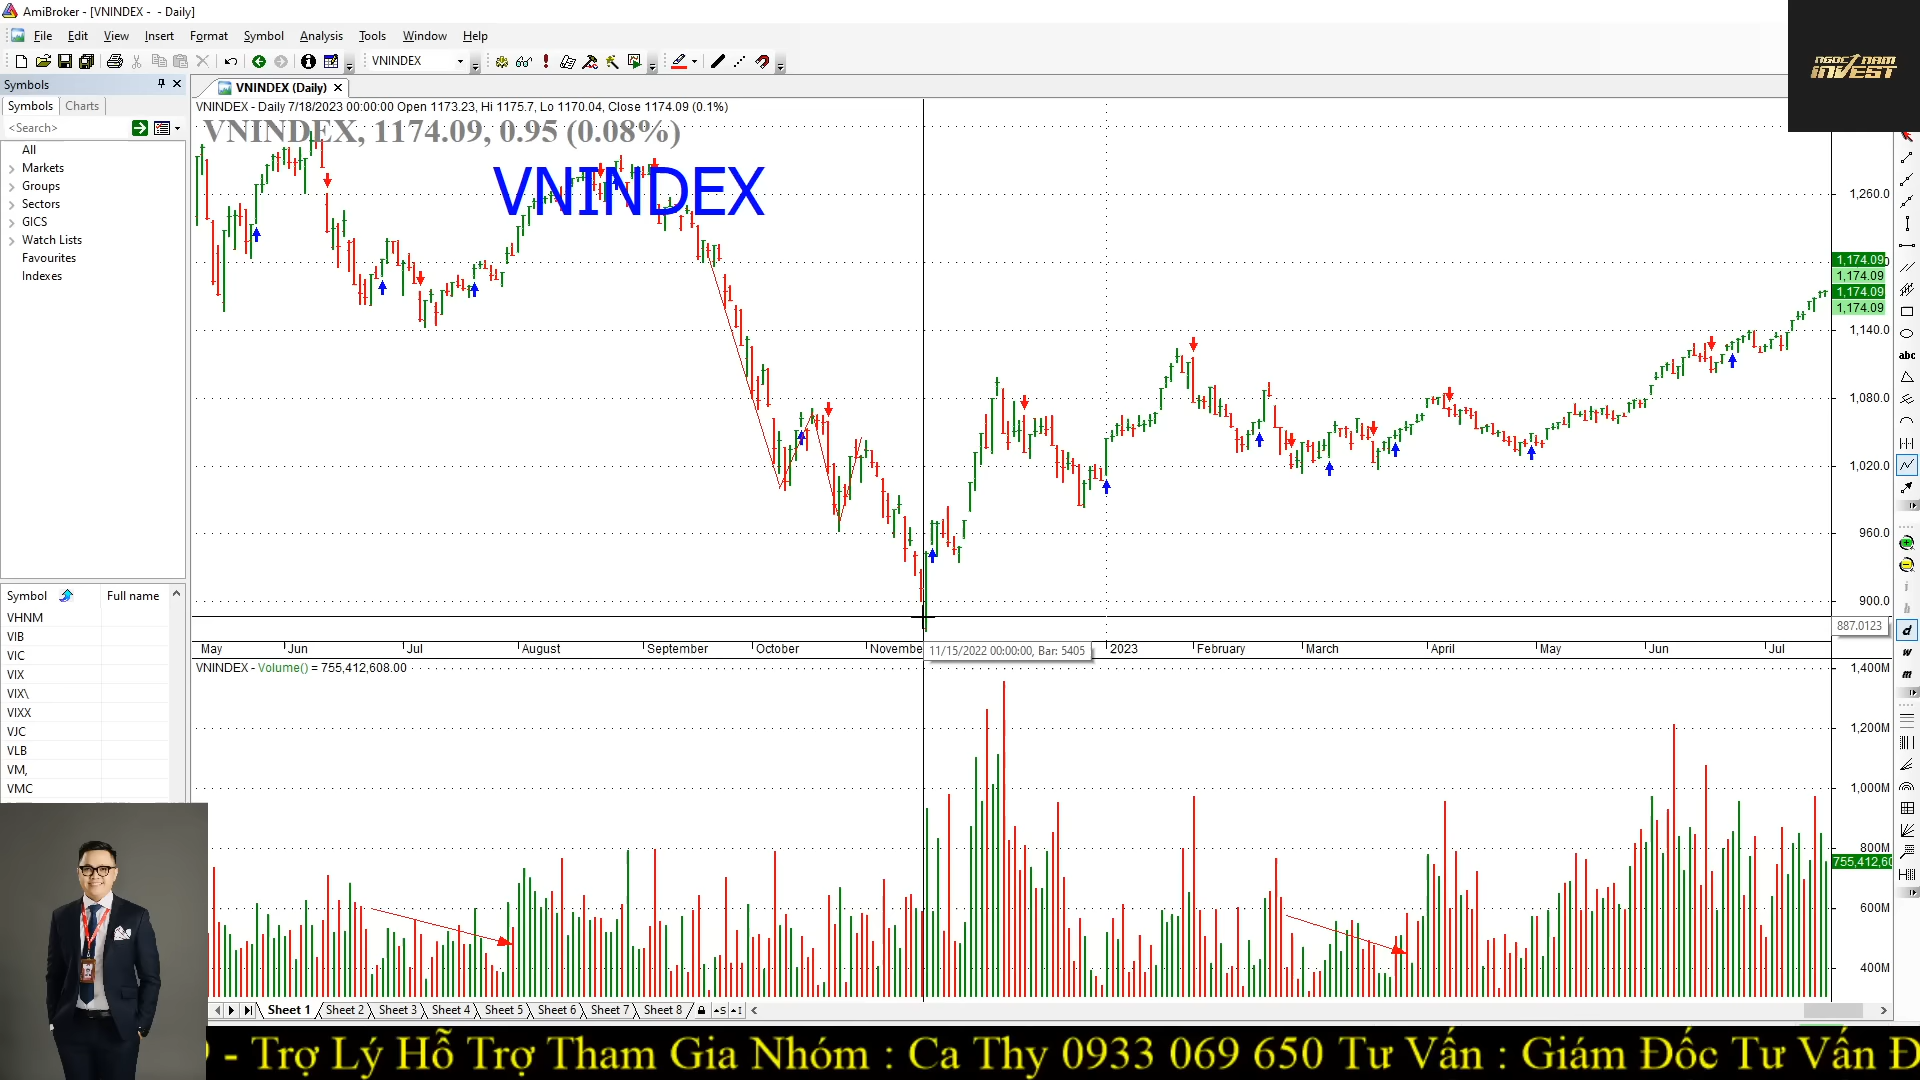 AmiBroker - [VNINDEX - - Daily]
File Edit View Insert Format Symbol Analysis Tools Window Help
VNINDEX
NGOC NAM
INVEST
Symbols
VNINDEX (Daily)
Symbols Charts
VNINDEX - Daily 7/18/2023 00:00:00 Open 1173.23, Hi 1175.7, Lo 1170.04, Close 1174.09 (0.1%)
<Search>
VNINDEX, 1174.09, 0.95 (0.08%)
VNINDEX
All
Markets
Groups
Sectors
GICS
Watch Lists
Favourites
Indexes
abc
1,260.0
1,174.09
1,174.09
1,174.09
1,174.09
1,140.0
1,080.0
1,020.0
960.0
900.0
887.0123
d
w
m
Symbol Full name
VHNM
VIB
VIC
VIX
VIX\
VIXX
VJC
VLB
VM,
VMC
May Jun Jul August September October Novembe 11/15/2022 00:00:00, Bar: 5405 2023 February March April May Jun Jul
VNINDEX - Volume() = 755,412,608.00
1,400M
1,200M
1,000M
800M
755,412,60
600M
400M
Sheet 1 Sheet 2 Sheet 3 Sheet 4 Sheet 5 Sheet 6 Sheet 7 Sheet 8
- Trợ Lý Hỗ Trợ Tham Gia Nhóm : Ca Thy 0933 069 650 Tư Vấn : Giám Đốc Tư Vấn Đ